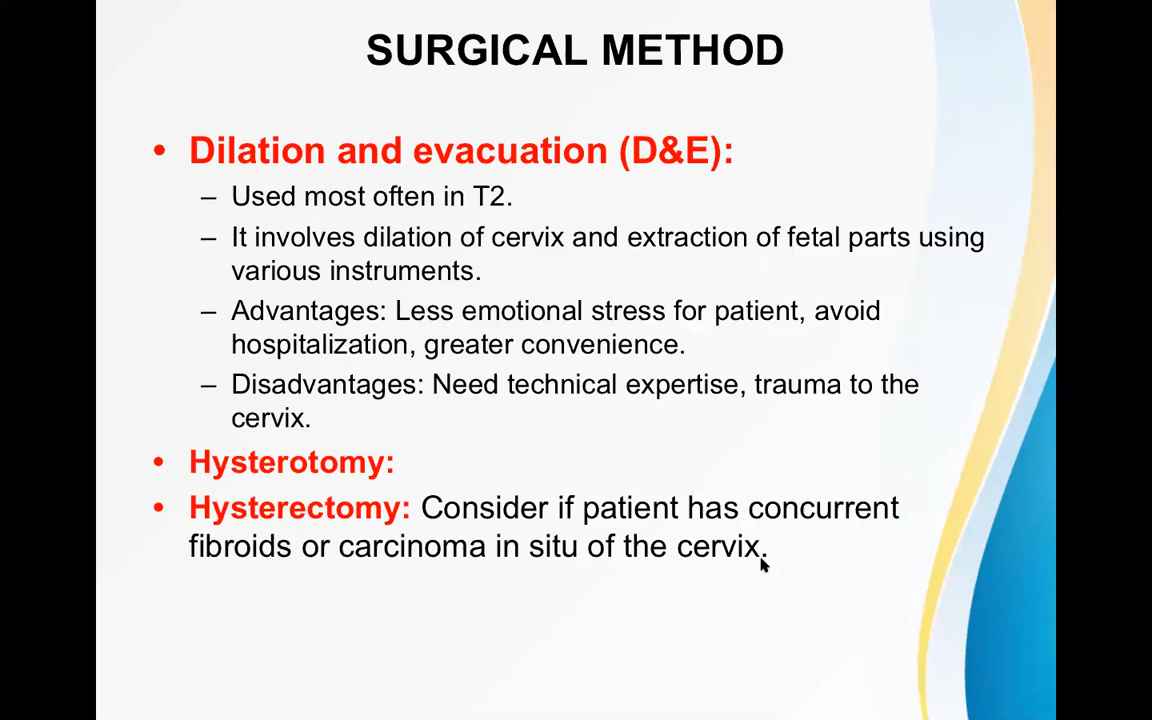 SURGICAL METHOD
• Dilation and evacuation (D&E):
– Used most often in T2.
– It involves dilation of cervix and extraction of fetal parts using
various instruments.
– Advantages: Less emotional stress for patient, avoid
hospitalization, greater convenience.
– Disadvantages: Need technical expertise, trauma to the
cervix.
• Hysterotomy:
• Hysterectomy: Consider if patient has concurrent
fibroids or carcinoma in situ of the cervix.